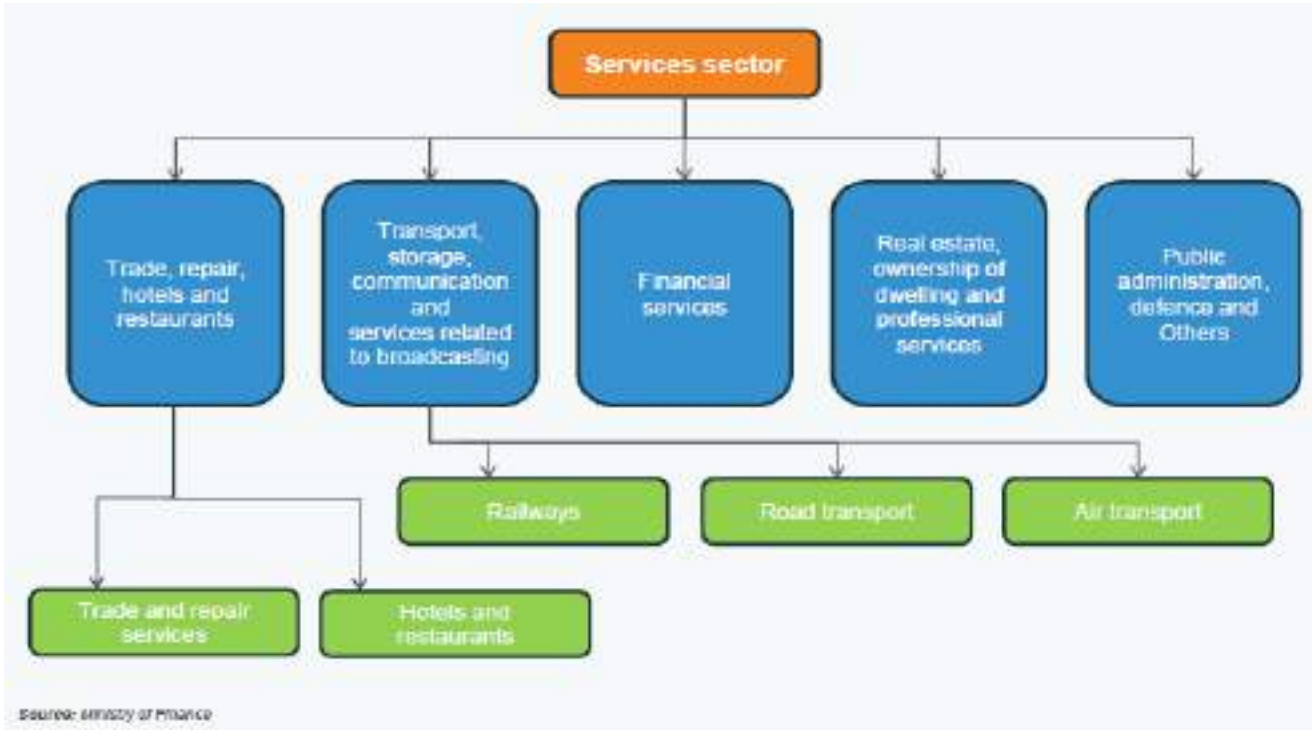 Services sector
Trade, repair,
hotels and
restaurants
Transport,
storage,
communication
and
services related
to broadcasting
Financial
services
Real estate,
ownership of
dwelling and
professional
services
Public
administration,
defence and
Others
Railways
Road transport
Air transport
Trade and repair
services
Hotels and
restaurants
Source: Ministry of Finance